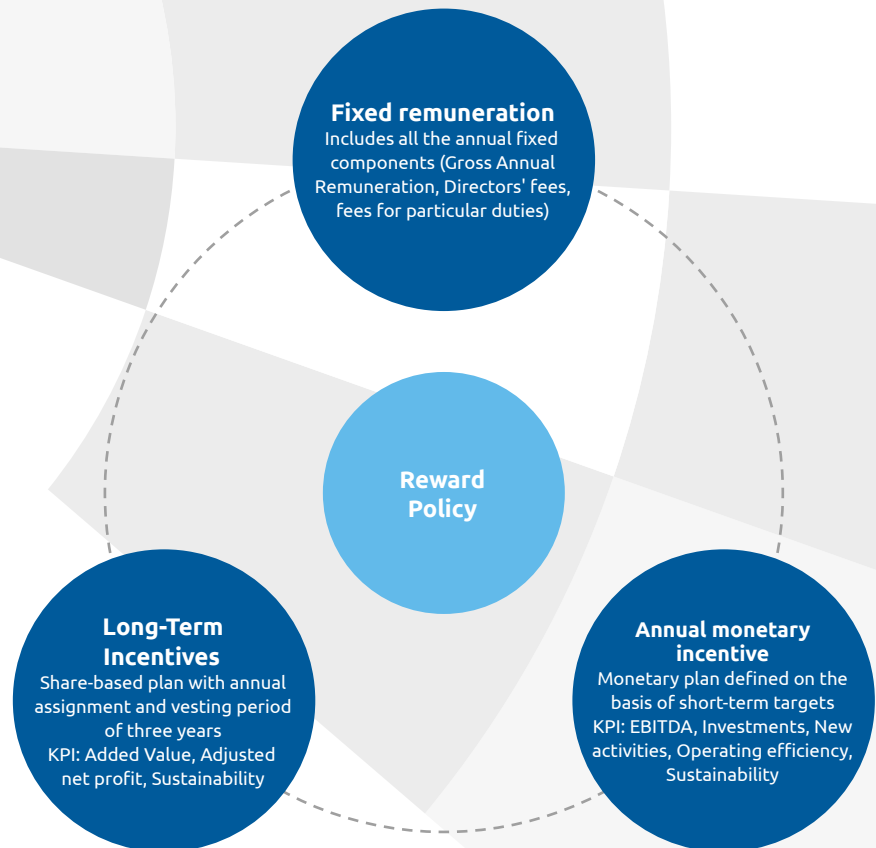 Fixed remuneration
Includes all the annual fixed
components (Gross Annual
Remuneration, Directors' fees,
fees for particular duties)
Reward
Policy
Long-Term
Incentives
Share-based plan with annual
assignment and vesting period
of three years
KPI: Added Value, Adjusted
net profit, Sustainability
Annual monetary
incentive
Monetary plan defined on the
basis of short-term targets
KPI: EBITDA, Investments, New
activities, Operating efficiency,
Sustainability